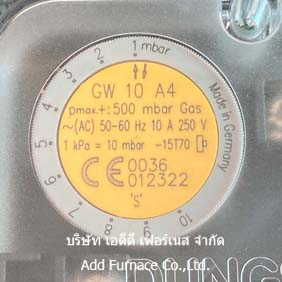 1 mbar
2
3
4
5
6
7
8
9
10
Made in Germany
GW 10 A4
pmax.+: 500 mbar Gas
~(AC) 50-60 Hz 10 A 250 V
1 kPa = 10 mbar -15T70
CE 0036
012322
'S'
บริษัท เอดีดี เฟอร์เนส จำกัด
Add Furnace Co.,Ltd.
DUNGS